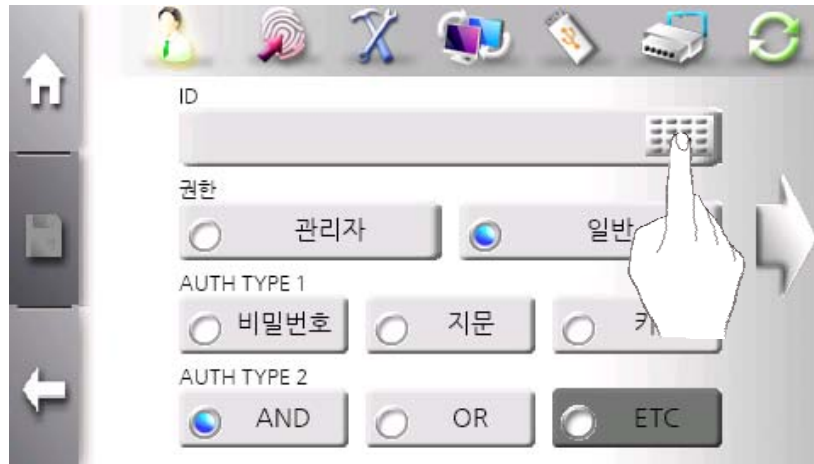 ID
권한
관리자 일반
AUTH TYPE 1
비밀번호 지문
AUTH TYPE 2
AND OR ETC